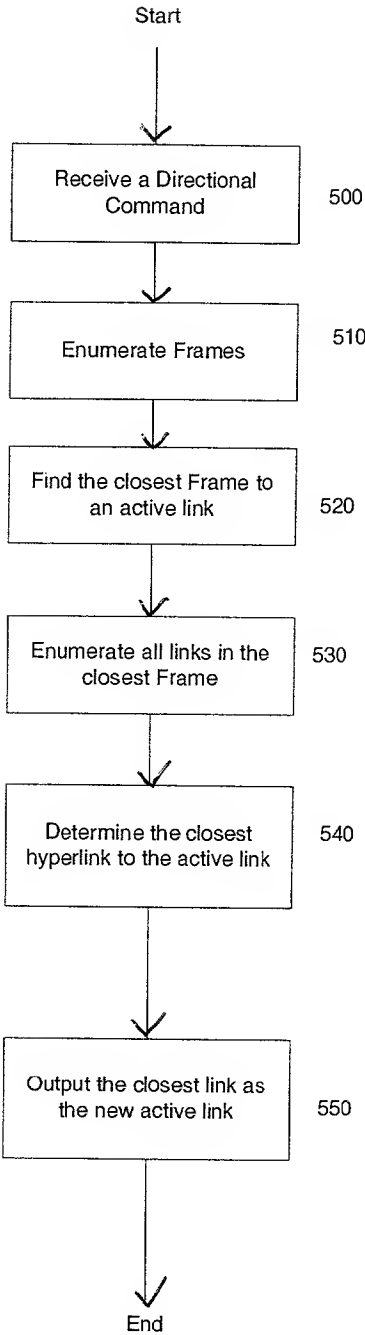 Start
Receive a Directional
Command
500
Enumerate Frames
510
Find the closest Frame to
an active link
520
Enumerate all links in the
closest Frame
530
Determine the closest
hyperlink to the active link
540
Output the closest link as
the new active link
550
End